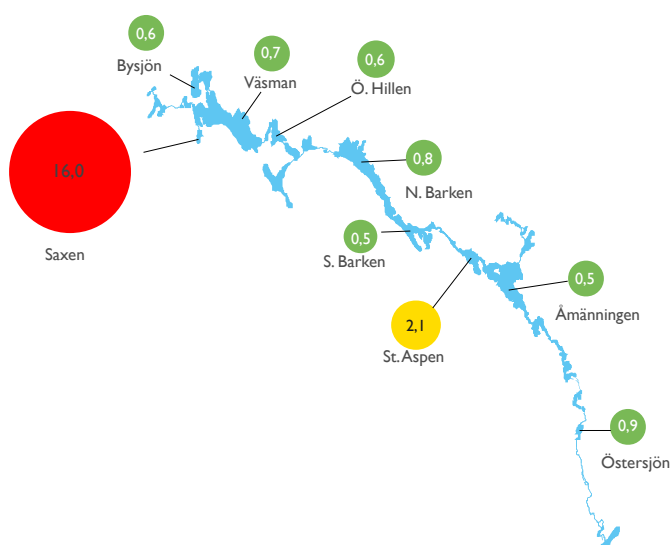 0,6
Bysjön
0,7
Väsman
0,6
Ö. Hillen
16,0
Saxen
0,8
N. Barken
0,5
S. Barken
2,1
St. Aspen
0,5
Åmänningen
0,9
Östersjön